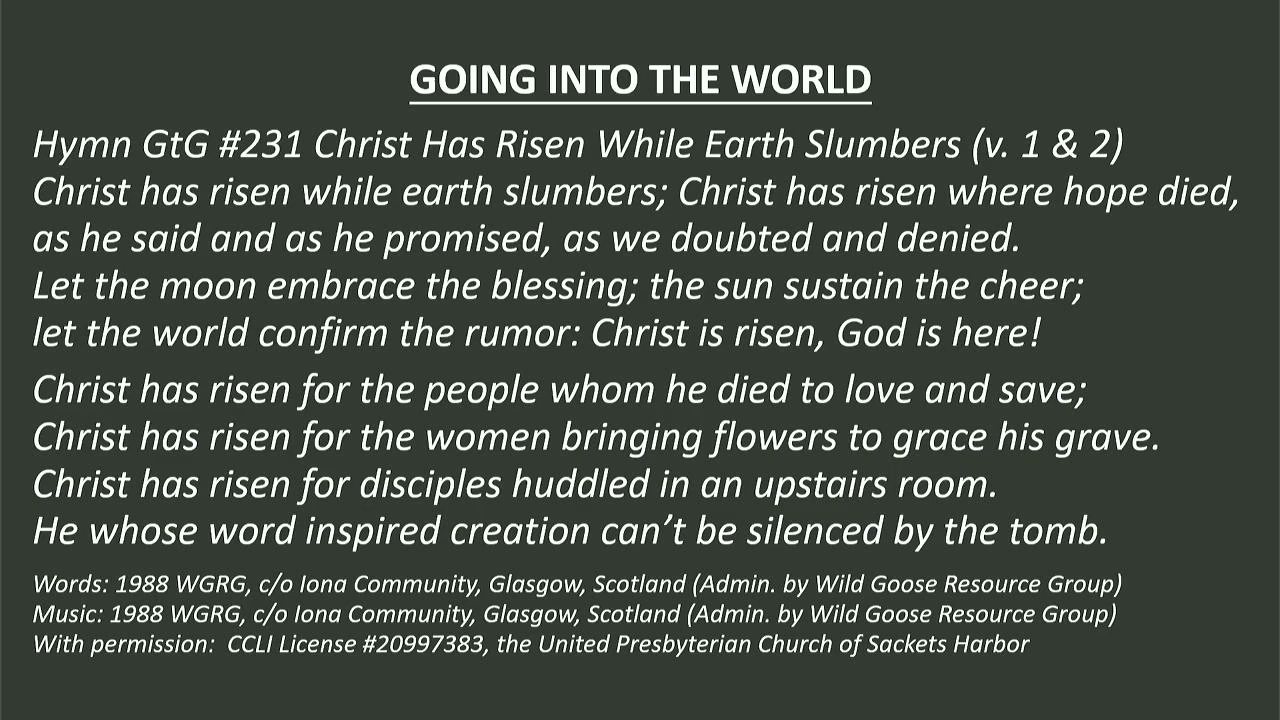 GOING INTO THE WORLD
Hymn GtG #231 Christ Has Risen While Earth Slumbers (v. 1 & 2)
Christ has risen while earth slumbers; Christ has risen where hope died,
as he said and as he promised, as we doubted and denied.
Let the moon embrace the blessing; the sun sustain the cheer;
let the world confirm the rumor: Christ is risen, God is here!
Christ has risen for the people whom he died to love and save;
Christ has risen for the women bringing flowers to grace his grave.
Christ has risen for disciples huddled in an upstairs room.
He whose word inspired creation can’t be silenced by the tomb.
Words: 1988 WGRG, c/o Iona Community, Glasgow, Scotland (Admin. by Wild Goose Resource Group)
Music: 1988 WGRG, c/o Iona Community, Glasgow, Scotland (Admin. by Wild Goose Resource Group)
With permission:  CCLI License #20997383, the United Presbyterian Church of Sackets Harbor